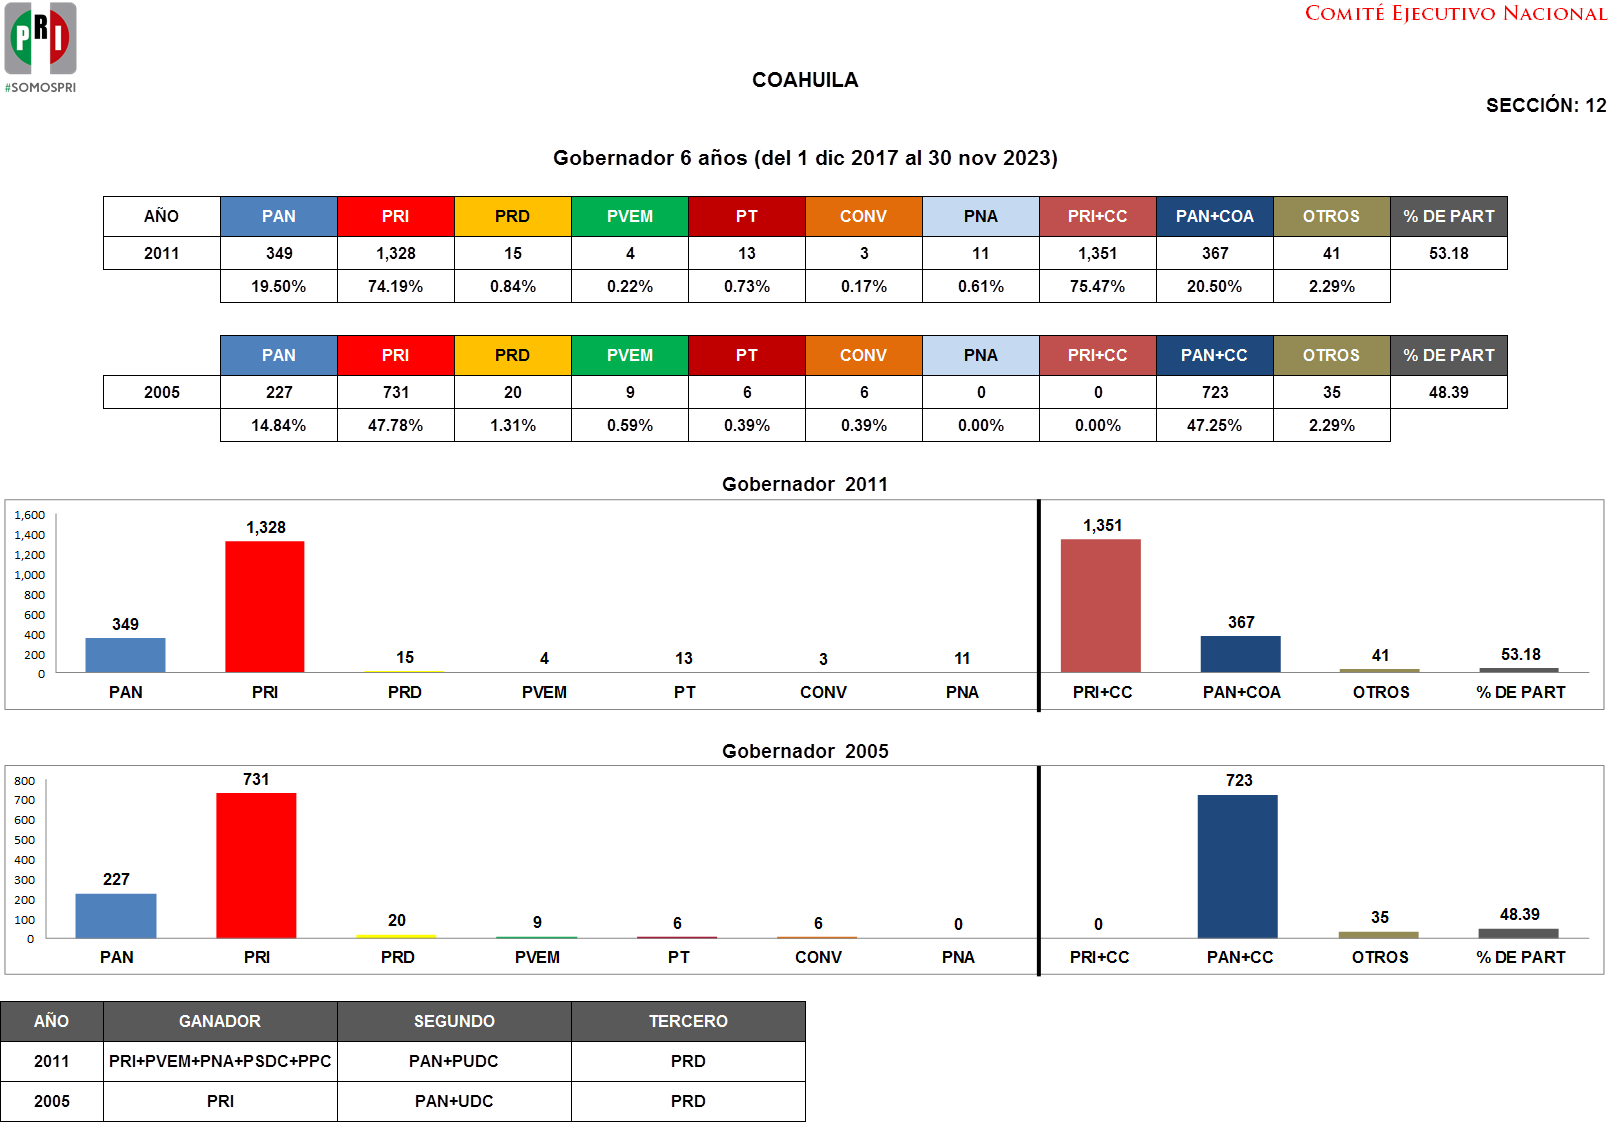 PRI
#SOMOSPRI
COMITÉ EJECUTIVO NACIONAL
COAHUILA
SECCIÓN: 12
Gobernador 6 años (del 1 dic 2017 al 30 nov 2023)
AÑO PAN PRI PRD PVEM PT CONV PNA PRI+CC PAN+COA OTROS % DE PART
2011 349 1,328 15 4 13 3 11 1,351 367 41 53.18
19.50% 74.19% 0.84% 0.22% 0.73% 0.17% 0.61% 75.47% 20.50% 2.29%
PAN PRI PRD PVEM PT CONV PNA PRI+CC PAN+CC OTROS % DE PART
2005 227 731 20 9 6 6 0 0 723 35 48.39
14.84% 47.78% 1.31% 0.59% 0.39% 0.39% 0.00% 0.00% 47.25% 2.29%
Gobernador 2011
1,600
1,400
1,200
1,000
800
600
400
200
0
349 1,328 15 4 13 3 11 1,351 367 41 53.18
PAN PRI PRD PVEM PT CONV PNA PRI+CC PAN+COA OTROS % DE PART
Gobernador 2005
800
700
600
500
400
300
200
100
0
227 731 20 9 6 6 0 0 723 35 48.39
PAN PRI PRD PVEM PT CONV PNA PRI+CC PAN+CC OTROS % DE PART
AÑO GANADOR SEGUNDO TERCERO
2011 PRI+PVEM+PNA+PSDC+PPC PAN+PUDC PRD
2005 PRI PAN+UDC PRD